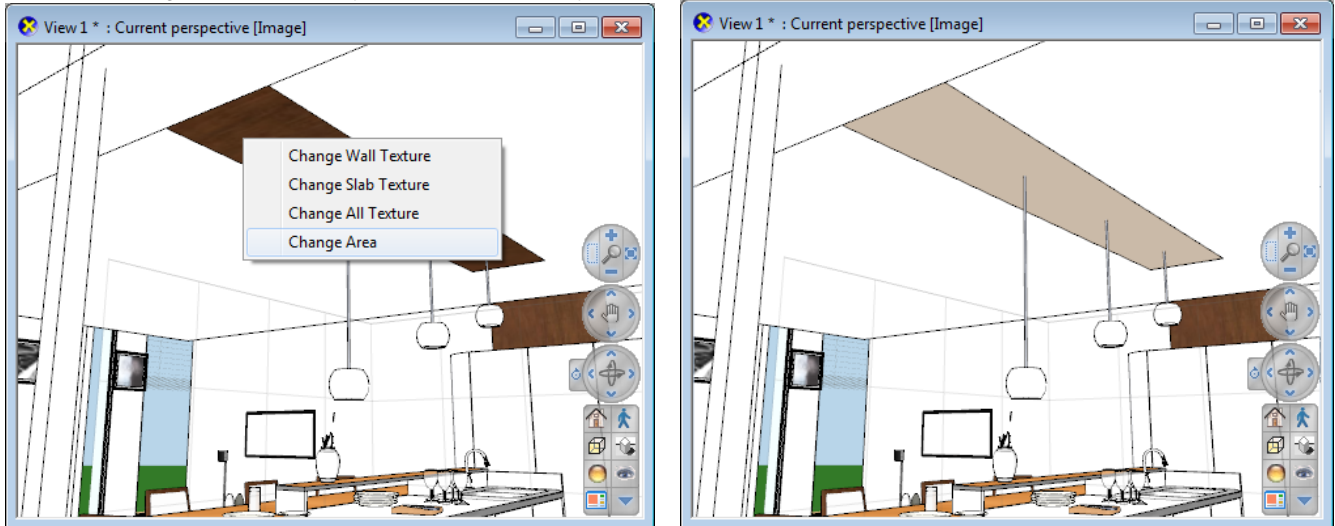 View 1 * : Current perspective [Image]
Change Wall Texture
Change Slab Texture
Change All Texture
Change Area
View 1 * : Current perspective [Image]